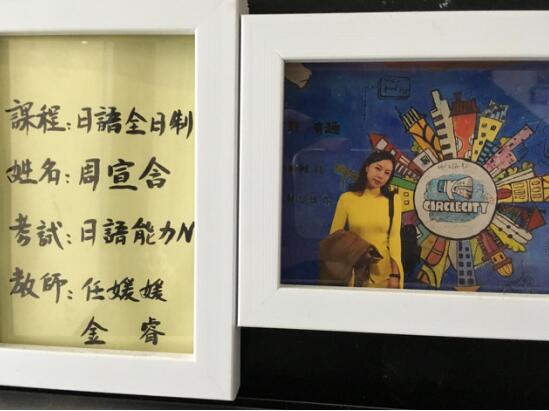 課程:日語全日制
姓名:周宣含
考試:日語能力N
教師:任媛媛
金睿
CIRCLECITY